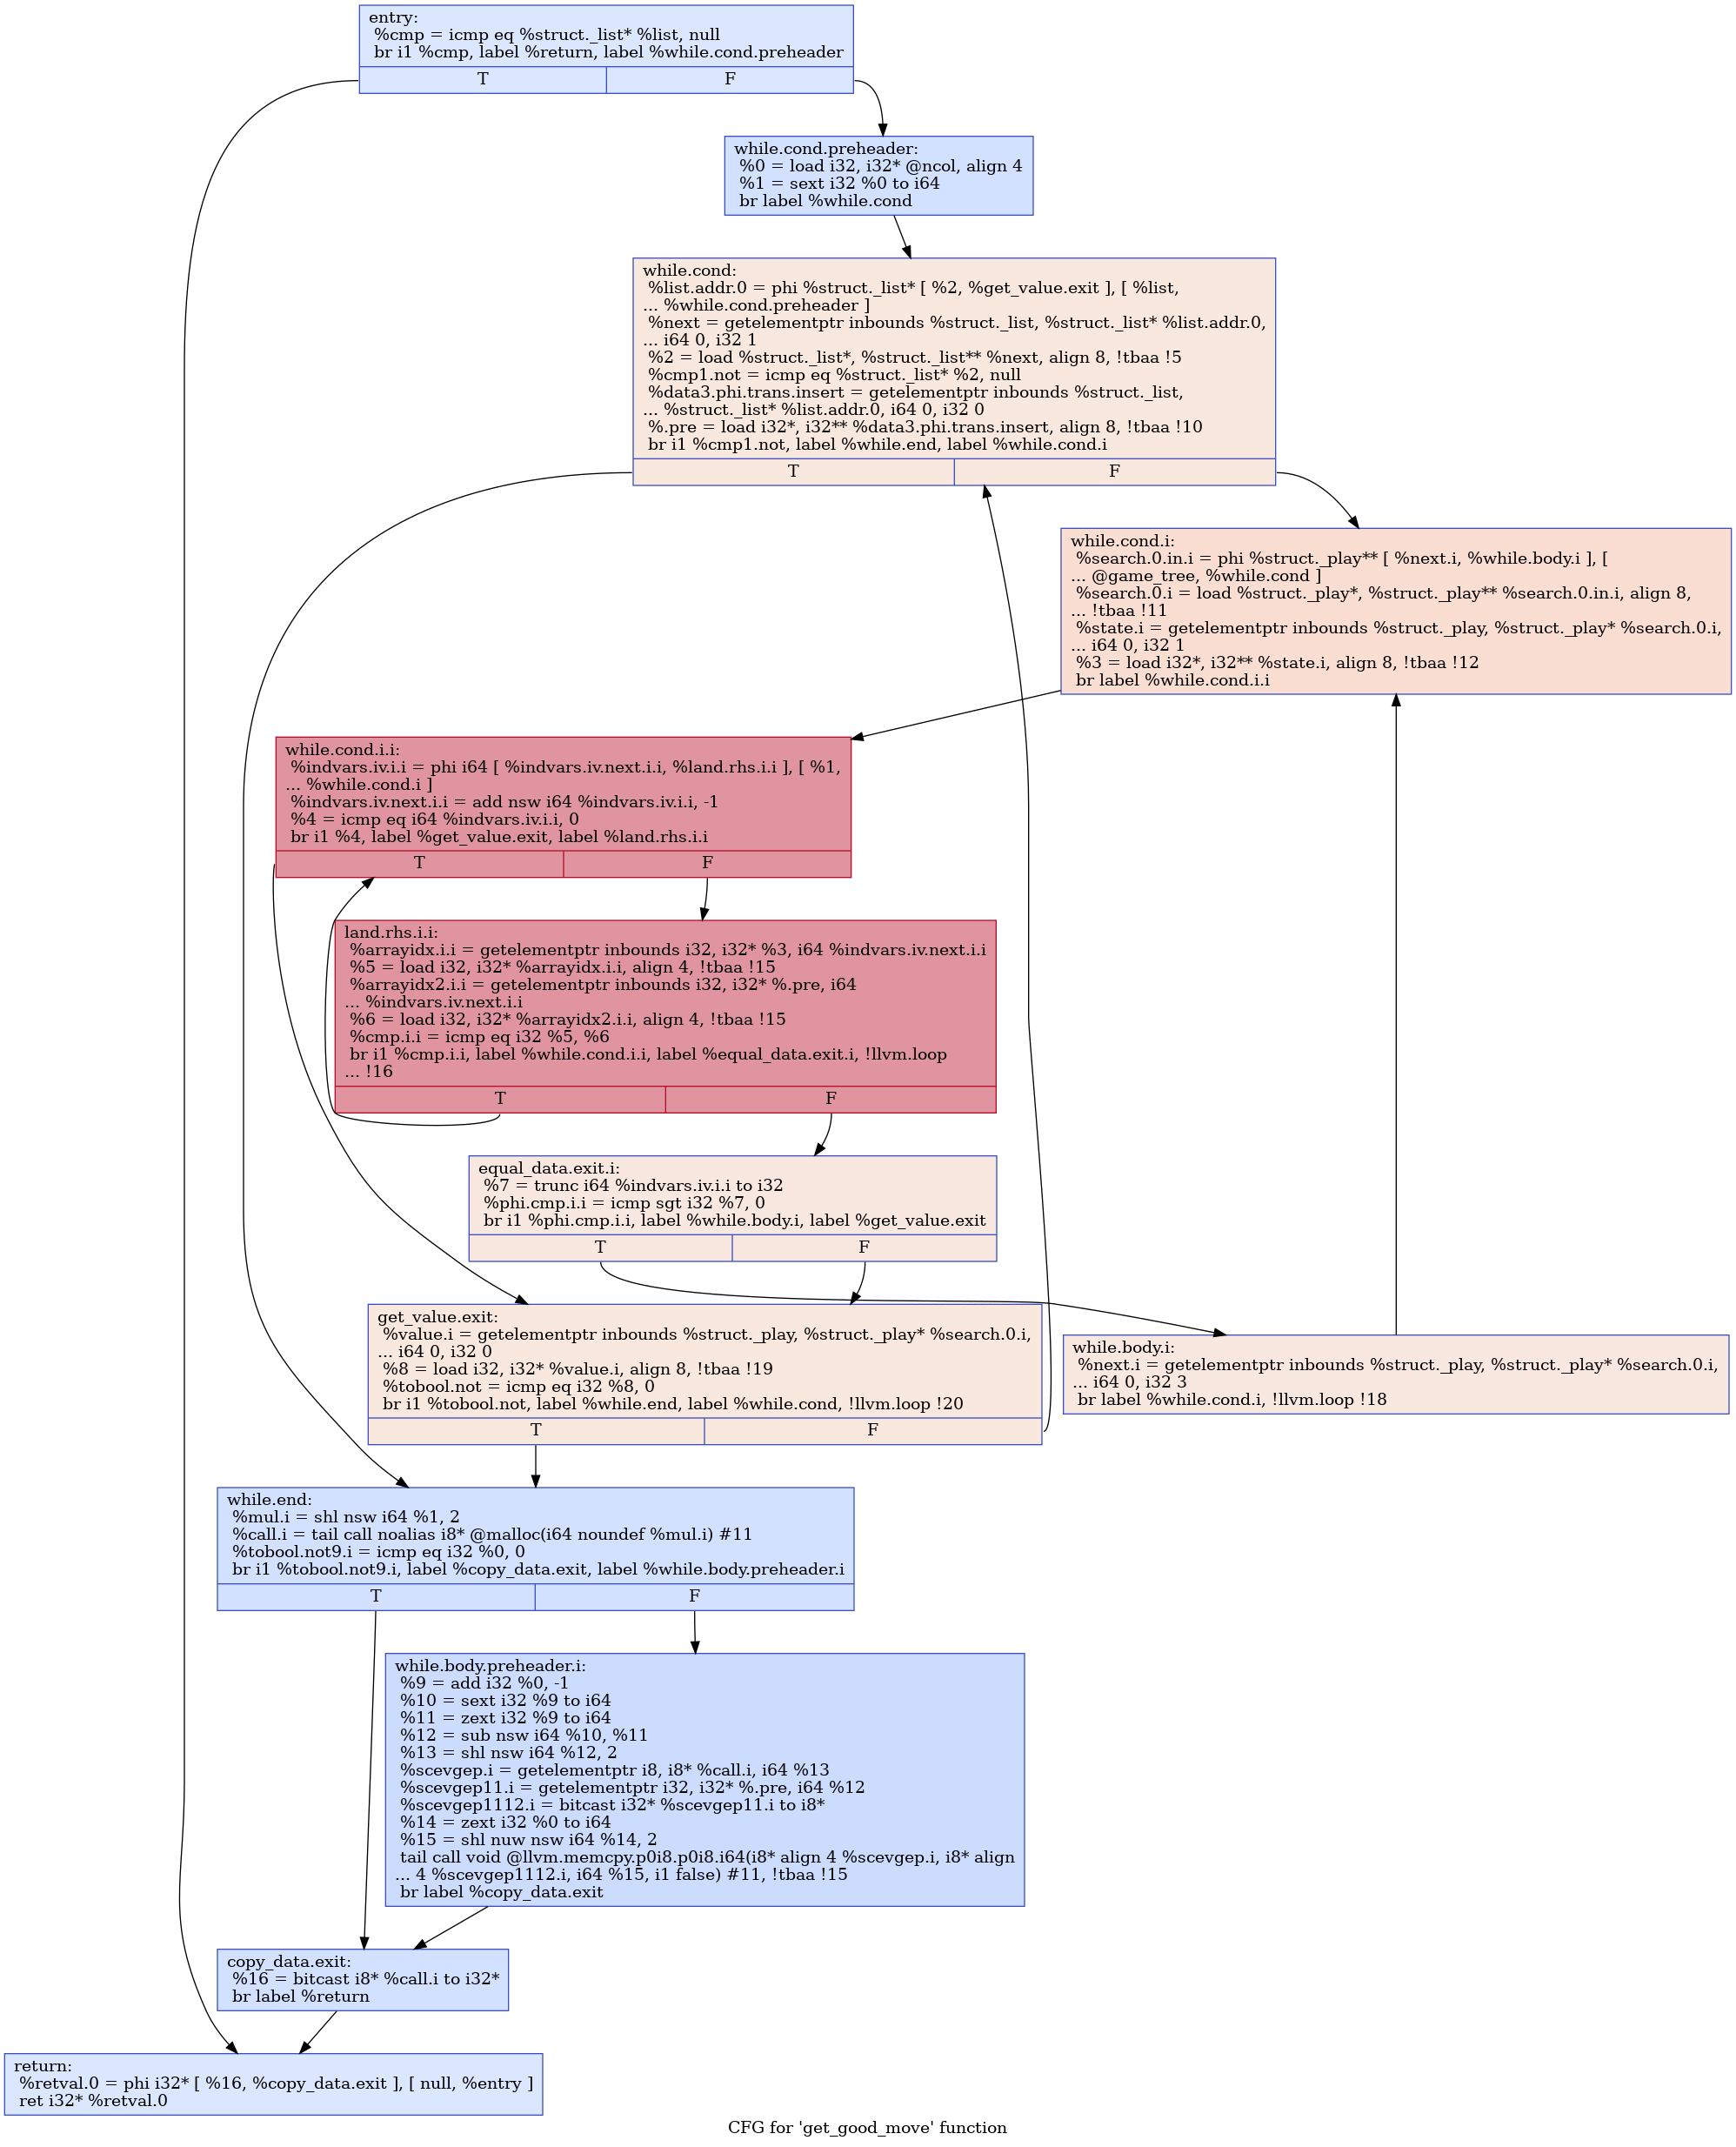 entry:
%cmp = icmp eq %struct._list* %list, null
br i1 %cmp, label %return, label %while.cond.preheader
T F
while.cond.preheader:
%0 = load i32, i32* @ncol, align 4
%1 = sext i32 %0 to i64
br label %while.cond
while.cond:
%list.addr.0 = phi %struct._list* [ %2, %get_value.exit ], [ %list,
... %while.cond.preheader ]
%next = getelementptr inbounds %struct._list, %struct._list* %list.addr.0,
... i64 0, i32 1
%2 = load %struct._list*, %struct._list** %next, align 8, !tbaa !5
%cmp1.not = icmp eq %struct._list* %2, null
%data3.phi.trans.insert = getelementptr inbounds %struct._list,
... %struct._list* %list.addr.0, i64 0, i32 0
%.pre = load i32*, i32** %data3.phi.trans.insert, align 8, !tbaa !10
br i1 %cmp1.not, label %while.end, label %while.cond.i
T F
while.cond.i:
%search.0.in.i = phi %struct._play** [ %next.i, %while.body.i ], [
... @game_tree, %while.cond ]
%search.0.i = load %struct._play*, %struct._play** %search.0.in.i, align 8,
... !tbaa !11
%state.i = getelementptr inbounds %struct._play, %struct._play* %search.0.i,
... i64 0, i32 1
%3 = load i32*, i32** %state.i, align 8, !tbaa !12
br label %while.cond.i.i
while.cond.i.i:
%indvars.iv.i.i = phi i64 [ %indvars.iv.next.i.i, %land.rhs.i.i ], [ %1,
... %while.cond.i ]
%indvars.iv.next.i.i = add nsw i64 %indvars.iv.i.i, -1
%4 = icmp eq i64 %indvars.iv.i.i, 0
br i1 %4, label %get_value.exit, label %land.rhs.i.i
T F
land.rhs.i.i:
%arrayidx.i.i = getelementptr inbounds i32, i32* %3, i64 %indvars.iv.next.i.i
%5 = load i32, i32* %arrayidx.i.i, align 4, !tbaa !15
%arrayidx2.i.i = getelementptr inbounds i32, i32* %.pre, i64
... %indvars.iv.next.i.i
%6 = load i32, i32* %arrayidx2.i.i, align 4, !tbaa !15
%cmp.i.i = icmp eq i32 %5, %6
br i1 %cmp.i.i, label %while.cond.i.i, label %equal_data.exit.i, !llvm.loop
... !16
T F
equal_data.exit.i:
%7 = trunc i64 %indvars.iv.i.i to i32
%phi.cmp.i.i = icmp sgt i32 %7, 0
br i1 %phi.cmp.i.i, label %while.body.i, label %get_value.exit
T F
get_value.exit:
%value.i = getelementptr inbounds %struct._play, %struct._play* %search.0.i,
... i64 0, i32 0
%8 = load i32, i32* %value.i, align 8, !tbaa !19
%tobool.not = icmp eq i32 %8, 0
br i1 %tobool.not, label %while.end, label %while.cond, !llvm.loop !20
T F
while.body.i:
%next.i = getelementptr inbounds %struct._play, %struct._play* %search.0.i,
... i64 0, i32 3
br label %while.cond.i, !llvm.loop !18
while.end:
%mul.i = shl nsw i64 %1, 2
%call.i = tail call noalias i8* @malloc(i64 noundef %mul.i) #11
%tobool.not9.i = icmp eq i32 %0, 0
br i1 %tobool.not9.i, label %copy_data.exit, label %while.body.preheader.i
T F
while.body.preheader.i:
%9 = add i32 %0, -1
%10 = sext i32 %9 to i64
%11 = zext i32 %9 to i64
%12 = sub nsw i64 %10, %11
%13 = shl nsw i64 %12, 2
%scevgep.i = getelementptr i8, i8* %call.i, i64 %13
%scevgep11.i = getelementptr i32, i32* %.pre, i64 %12
%scevgep1112.i = bitcast i32* %scevgep11.i to i8*
%14 = zext i32 %0 to i64
%15 = shl nuw nsw i64 %14, 2
tail call void @llvm.memcpy.p0i8.p0i8.i64(i8* align 4 %scevgep.i, i8* align
... 4 %scevgep1112.i, i64 %15, i1 false) #11, !tbaa !15
br label %copy_data.exit
copy_data.exit:
%16 = bitcast i8* %call.i to i32*
br label %return
return:
%retval.0 = phi i32* [ %16, %copy_data.exit ], [ null, %entry ]
ret i32* %retval.0
CFG for 'get_good_move' function